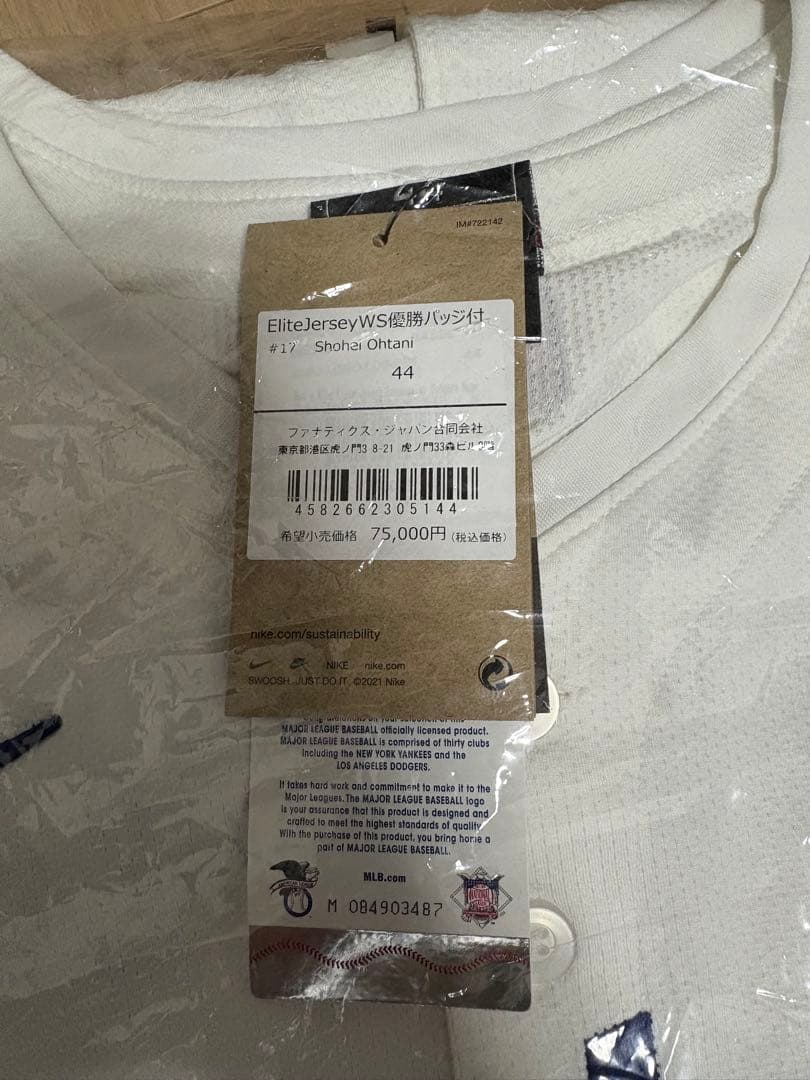 IM#722142
EliteJerseyWS優勝バッジ付
#17 Shohei Ohtani
44
ファナティクス・ジャパン合同会社
東京都港区虎ノ門3 8-21 虎ノ門33森ビル9階
4582662305144
希望小売価格 75,000円(税込価格)
nike.com/sustainability
NIKE nike.com
SWOOSH. JUST DO IT. ©2021 Nike
MAJOR LEAGUE BASEBALL officially licensed product.
MAJOR LEAGUE BASEBALL is comprised of thirty clubs
including the NEW YORK YANKEES and the
LOS ANGELES DODGERS.
It takes hard work and commitment to make it to the
Major Leagues. The MAJOR LEAGUE BASEBALL logo
is your assurance that this product is designed and
crafted to meet the highest standards of quality.
With the purchase of this product, you bring home a
part of MAJOR LEAGUE BASEBALL.
MLB.com
M 084903487